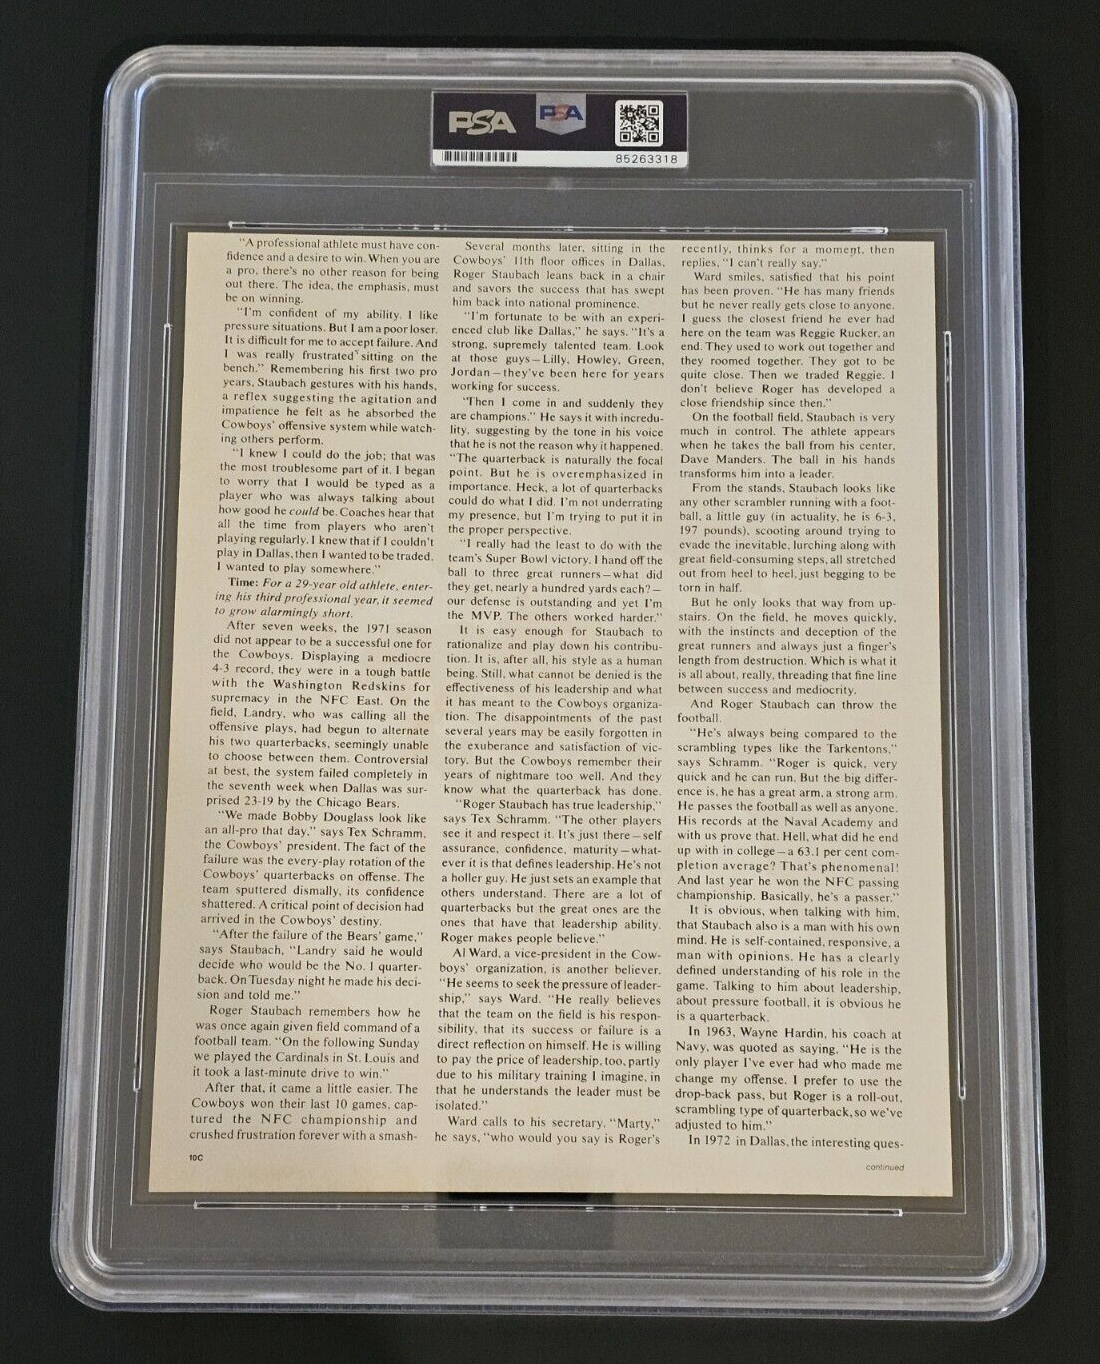 PSA
PSA
85263318
"A professional athlete must have con-
fidence and a desire to win. When you are
a pro, there's no other reason for being
out there. The idea, the emphasis, must
be on winning.
"I'm confident of my ability. I like
pressure situations. But I am a poor loser.
It is difficult for me to accept failure. And
I was really frustrated sitting on the
bench." Remembering his first two pro
years, Staubach gestures with his hands,
a reflex suggesting the agitation and
impatience he felt as he absorbed the
Cowboys' offensive system while watch-
ing others perform.
"I knew I could do the job; that was
the most troublesome part of it. I began
to worry that I would be typed as a
player who was always talking about
how good he could be. Coaches hear that
all the time from players who aren't
playing regularly. I knew that if I couldn't
play in Dallas, then I wanted to be traded.
I wanted to play somewhere."
Time: For a 29-year old athlete, enter-
ing his third professional year, it seemed
to grow alarmingly short.
After seven weeks, the 1971 season
did not appear to be a successful one for
the Cowboys. Displaying a mediocre
4-3 record, they were in a tough battle
with the Washington Redskins for
supremacy in the NFC East. On the
field, Landry, who was calling all the
offensive plays, had begun to alternate
his two quarterbacks, seemingly unable
to choose between them. Controversial
at best, the system failed completely in
the seventh week when Dallas was sur-
prised 23-19 by the Chicago Bears.
"We made Bobby Douglass look like
an all-pro that day," says Tex Schramm,
the Cowboys' president. The fact of the
failure was the every-play rotation of the
Cowboys' quarterbacks on offense. The
team sputtered dismally, its confidence
shattered. A critical point of decision had
arrived in the Cowboys' destiny.
"After the failure of the Bears' game,"
says Staubach, "Landry said he would
decide who would be the No. 1 quarter-
back. On Tuesday night he made his deci-
sion and told me."
Roger Staubach remembers how he
was once again given field command of a
football team. "On the following Sunday
we played the Cardinals in St. Louis and
it took a last-minute drive to win."
After that, it came a little easier. The
Cowboys won their last 10 games, cap-
tured the NFC championship and
crushed frustration forever with a smash-
10C
Several months later, sitting in the
Cowboys' 11th floor offices in Dallas,
Roger Staubach leans back in a chair
and savors the success that has swept
him back into national prominence.
"I'm fortunate to be with an experi-
enced club like Dallas," he says. "It's a
strong, supremely talented team. Look
at those guys—Lilly, Howley, Green,
Jordan—they've been here for years
working for success.
"Then I come in and suddenly they
are champions." He says it with incredu-
lity, suggesting by the tone in his voice
that he is not the reason why it happened.
"The quarterback is naturally the focal
point. But he is overemphasized in
importance. Heck, a lot of quarterbacks
could do what I did. I'm not underrating
my presence, but I'm trying to put it in
the proper perspective.
"I really had the least to do with the
team's Super Bowl victory. I hand off the
ball to three great runners—what did
they get, nearly a hundred yards each?—
our defense is outstanding and yet I'm
the MVP. The others worked harder."
It is easy enough for Staubach to
rationalize and play down his contribu-
tion. It is, after all, his style as a human
being. Still, what cannot be denied is the
effectiveness of his leadership and what
it has meant to the Cowboys organiza-
tion. The disappointments of the past
several years may be easily forgotten in
the exuberance and satisfaction of vic-
tory. But the Cowboys remember their
years of nightmare too well. And they
know what the quarterback has done.
"Roger Staubach has true leadership,"
says Tex Schramm. "The other players
see it and respect it. It's just there—self
assurance, confidence, maturity—what-
ever it is that defines leadership. He's not
a holler guy. He just sets an example that
others understand. There are a lot of
quarterbacks but the great ones are the
ones that have that leadership ability.
Roger makes people believe."
Al Ward, a vice-president in the Cow-
boys' organization, is another believer.
"He seems to seek the pressure of leader-
ship," says Ward. "He really believes
that the team on the field is his respon-
sibility, that its success or failure is a
direct reflection on himself. He is willing
to pay the price of leadership, too, partly
due to his military training I imagine, in
that he understands the leader must be
isolated."
Ward calls to his secretary. "Marty,"
he says, "who would you say is Roger's
recently, thinks for a moment, then
replies, "I can't really say."
Ward smiles, satisfied that his point
has been proven. "He has many friends
but he never really gets close to anyone.
I guess the closest friend he ever had
here on the team was Reggie Rucker, an
end. They used to work out together and
they roomed together. They got to be
quite close. Then we traded Reggie. I
don't believe Roger has developed a
close friendship since then."
On the football field, Staubach is very
much in control. The athlete appears
when he takes the ball from his center,
Dave Manders. The ball in his hands
transforms him into a leader.
From the stands, Staubach looks like
any other scrambler running with a foot-
ball, a little guy (in actuality, he is 6-3,
197 pounds), scooting around trying to
evade the inevitable, lurching along with
great field-consuming steps, all stretched
out from heel to heel, just begging to be
torn in half.
But he only looks that way from up-
stairs. On the field, he moves quickly,
with the instincts and deception of the
great runners and always just a finger's
length from destruction. Which is what it
is all about, really, threading that fine line
between success and mediocrity.
And Roger Staubach can throw the
football.
"He's always being compared to the
scrambling types like the Tarkentons,"
says Schramm. "Roger is quick, very
quick and he can run. But the big differ-
ence is, he has a great arm, a strong arm.
He passes the football as well as anyone.
His records at the Naval Academy and
with us prove that. Hell, what did he end
up with in college—a 63.1 per cent com-
pletion average? That's phenomenal!
And last year he won the NFC passing
championship. Basically, he's a passer."
It is obvious, when talking with him,
that Staubach also is a man with his own
mind. He is self-contained, responsive, a
man with opinions. He has a clearly
defined understanding of his role in the
game. Talking to him about leadership,
about pressure football, it is obvious he
is a quarterback.
In 1963, Wayne Hardin, his coach at
Navy, was quoted as saying, "He is the
only player I've ever had who made me
change my offense. I prefer to use the
drop-back pass, but Roger is a roll-out,
scrambling type of quarterback, so we've
adjusted to him."
In 1972 in Dallas, the interesting ques-
continued